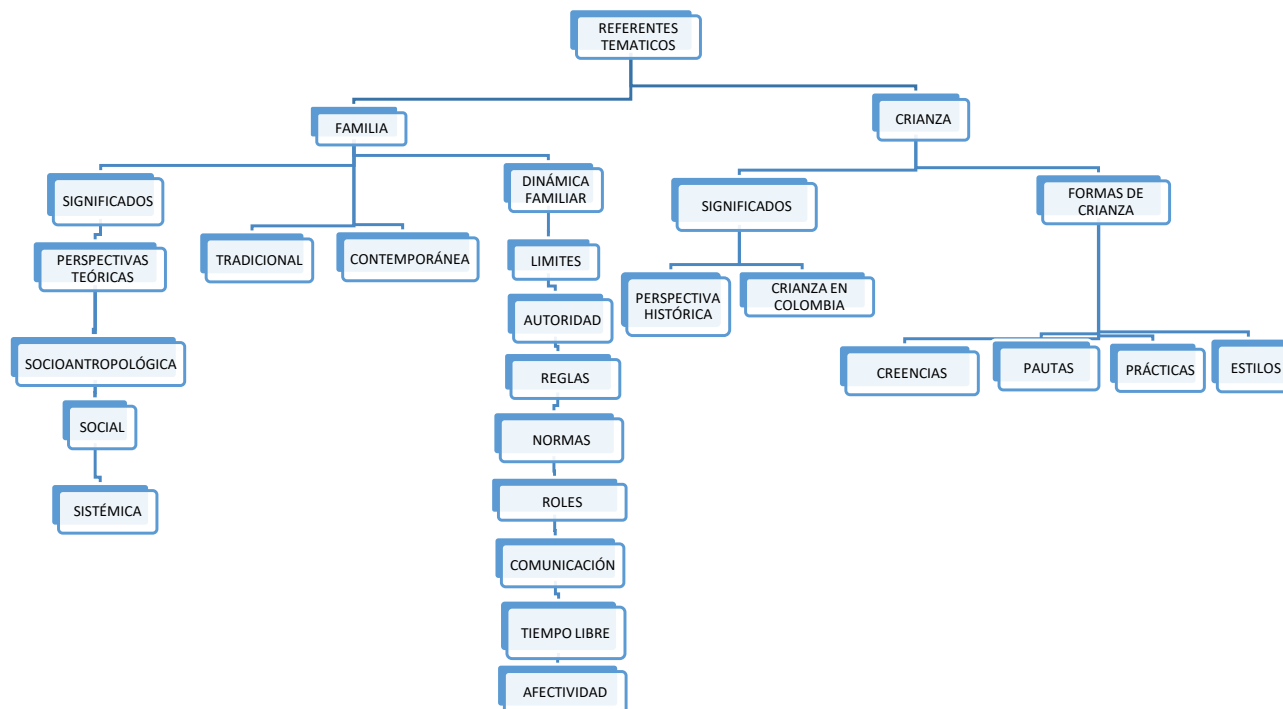 REFERENTES
TEMATICOS
FAMILIA
CRIANZA
SIGNIFICADOS
DINÁMICA
FAMILIAR
SIGNIFICADOS
FORMAS DE
CRIANZA
PERSPECTIVAS
TEÓRICAS
TRADICIONAL
CONTEMPORÁNEA
LIMITES
PERSPECTIVA
HISTÓRICA
CRIANZA EN
COLOMBIA
AUTORIDAD
SOCIOANTROPOLÓGICA
REGLAS
CREENCIAS
PAUTAS
PRÁCTICAS
ESTILOS
SOCIAL
NORMAS
SISTÉMICA
ROLES
COMUNICACIÓN
TIEMPO LIBRE
AFECTIVIDAD